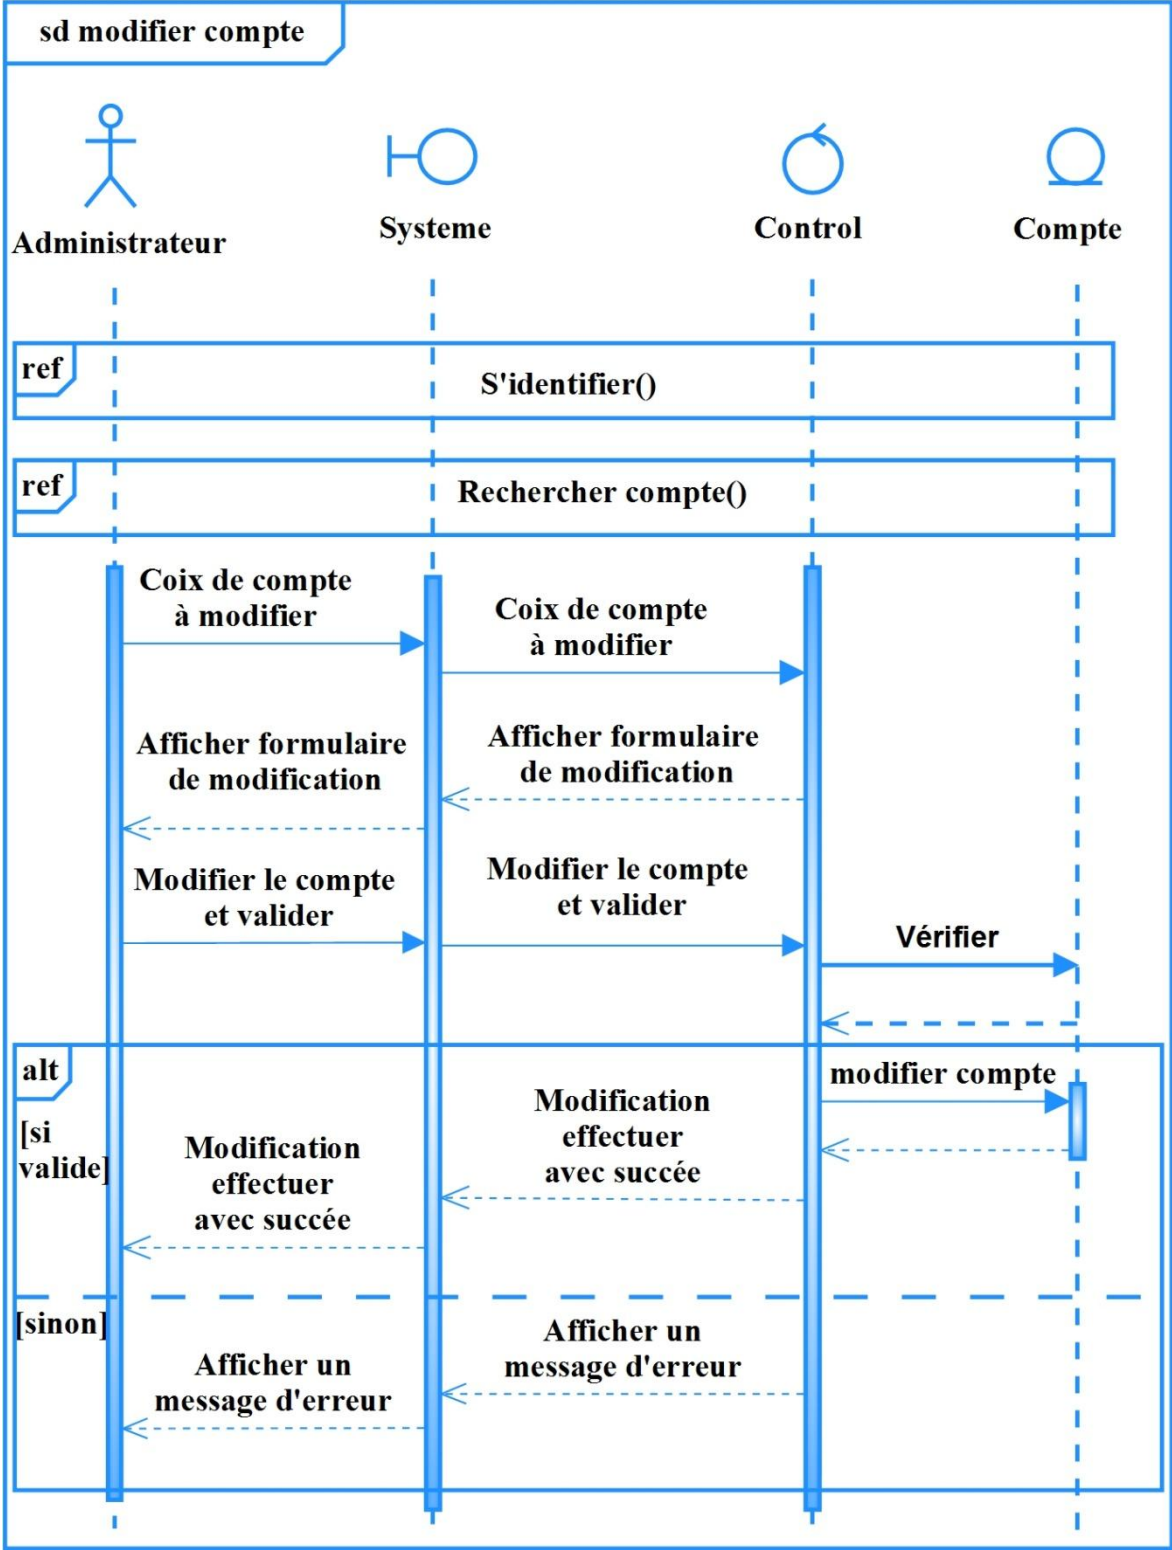 sd modifier compte
Administrateur
Systeme
Control
Compte
ref
S'identifier()
ref
Rechercher compte()
Coix de compte
à modifier
Coix de compte
à modifier
Afficher formulaire
de modification
Afficher formulaire
de modification
Modifier le compte
et valider
Modifier le compte
et valider
Vérifier
alt
[si
valide]
modifier compte
Modification
effectuer
avec succée
Modification
effectuer
avec succée
[sinon]
Afficher un
message d'erreur
Afficher un
message d'erreur